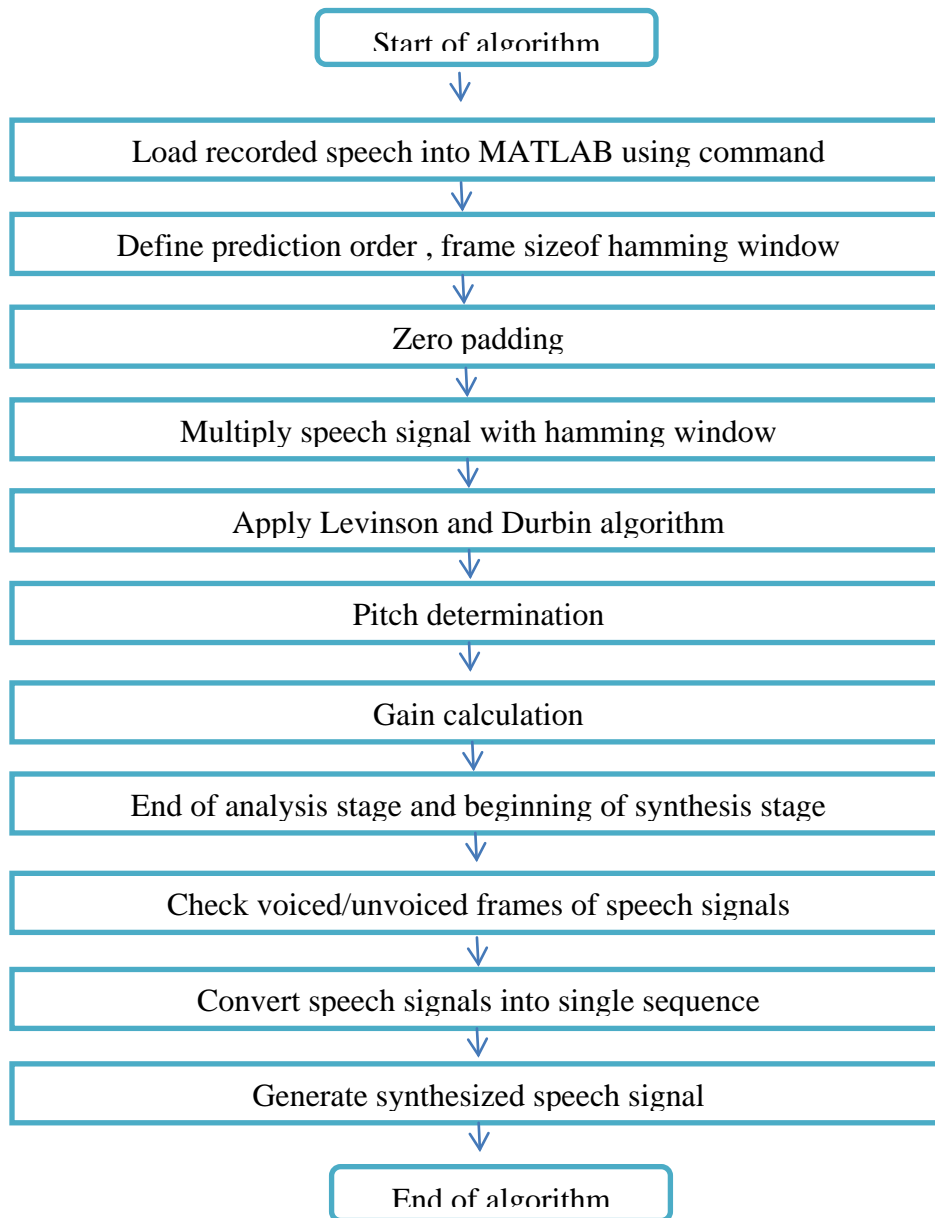 Start of algorithm
Load recorded speech into MATLAB using command
Define prediction order , frame sizeof hamming window
Zero padding
Multiply speech signal with hamming window
Apply Levinson and Durbin algorithm
Pitch determination
Gain calculation
End of analysis stage and beginning of synthesis stage
Check voiced/unvoiced frames of speech signals
Convert speech signals into single sequence
Generate synthesized speech signal
End of algorithm